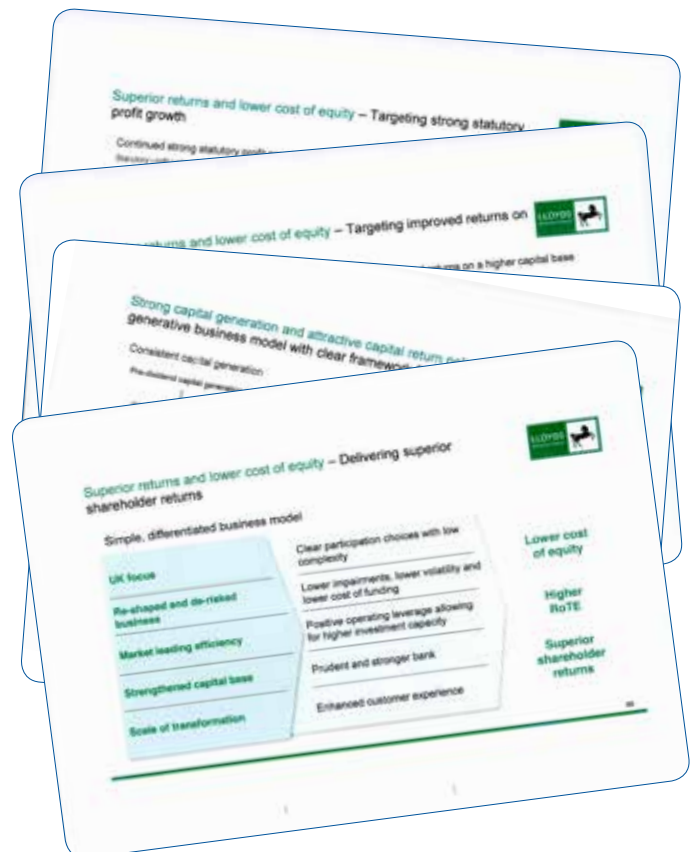 Superior returns and lower cost of equity – Targeting strong statutory
profit growth
Continued strong statutory profit
returns and lower cost of equity – Targeting improved returns on
LLOYDS
returns on a higher capital base
Strong capital generation and attractive capital return
generative business model with clear framework
Consistent capital generation
Pre-dividend capital generation
LLOYDS
Superior returns and lower cost of equity – Delivering superior
shareholder returns
Simple, differentiated business model
UK focus
Re-shaped and de-risked
business
Market leading efficiency
Strengthened capital base
Scale of transformation
Clear participation choices with low
complexity
Lower impairments, lower volatility and
lower cost of funding
Positive operating leverage allowing
for higher investment capacity
Prudent and stronger bank
Enhanced customer experience
Lower cost
of equity
Higher
RoTE
Superior
shareholder
returns